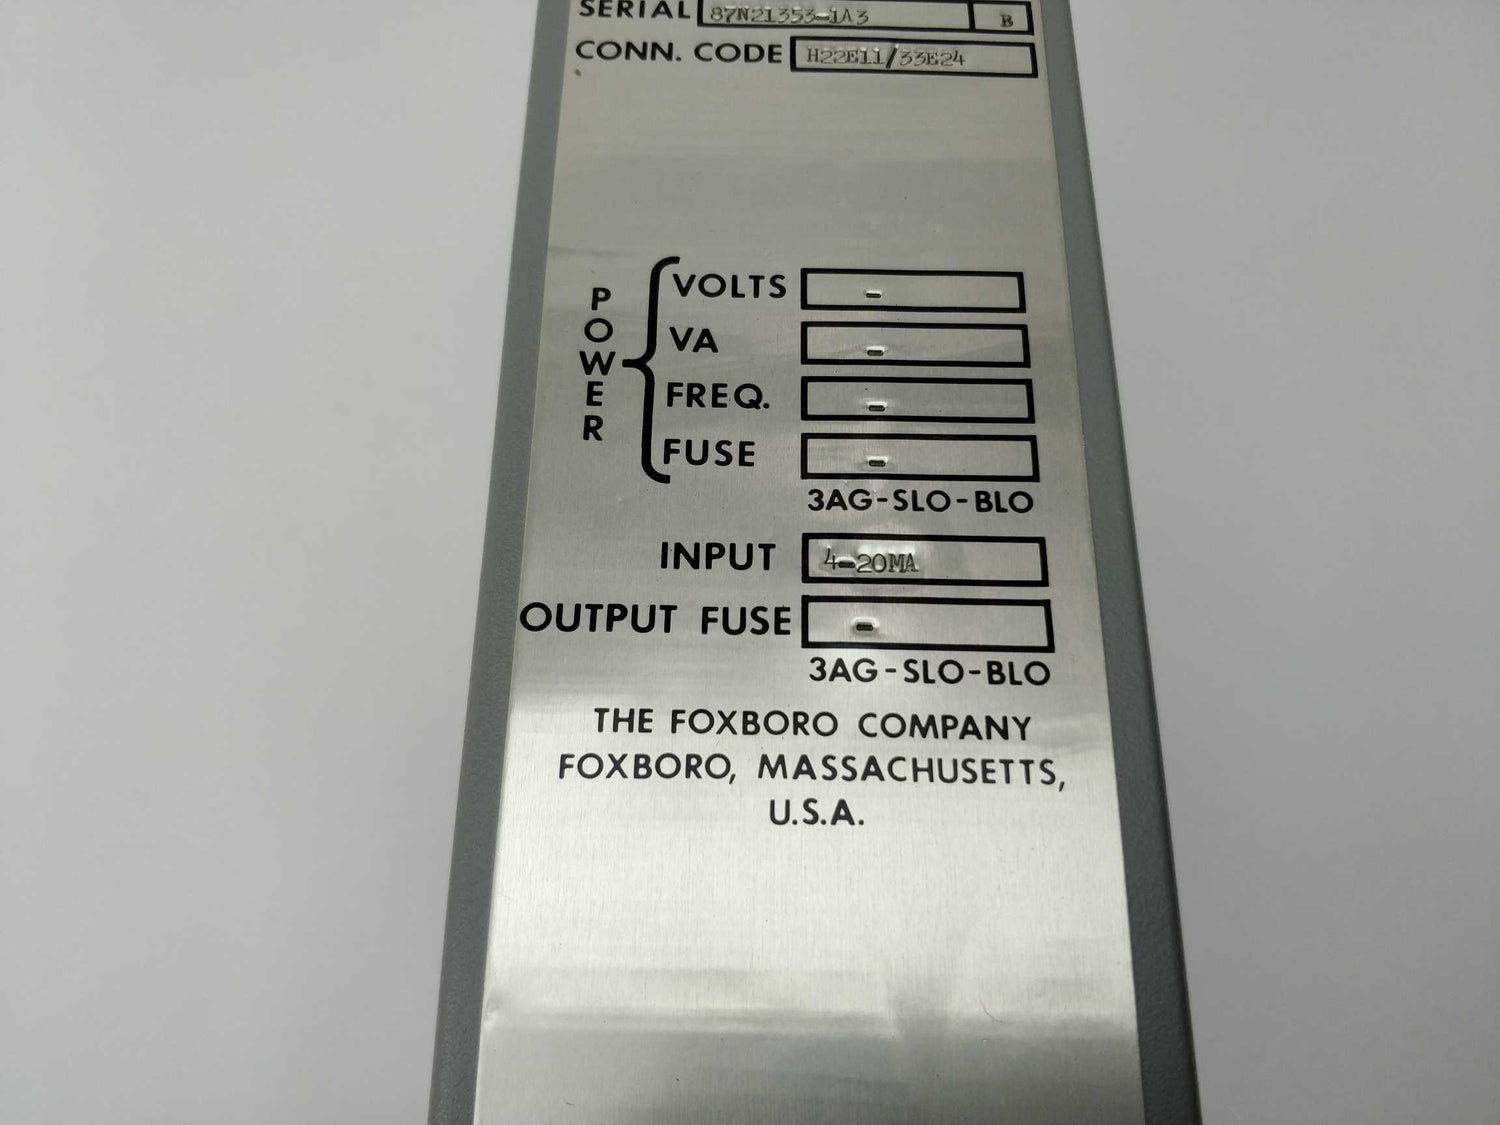 SERIAL 87N21353-1A3 B
CONN. CODE H22E11/33E24
POWER
VOLTS -
VA -
FREQ. -
FUSE -
3AG-SLO-BLO
INPUT 4-20MA
OUTPUT FUSE -
3AG-SLO-BLO
THE FOXBORO COMPANY
FOXBORO, MASSACHUSETTS,
U.S.A.